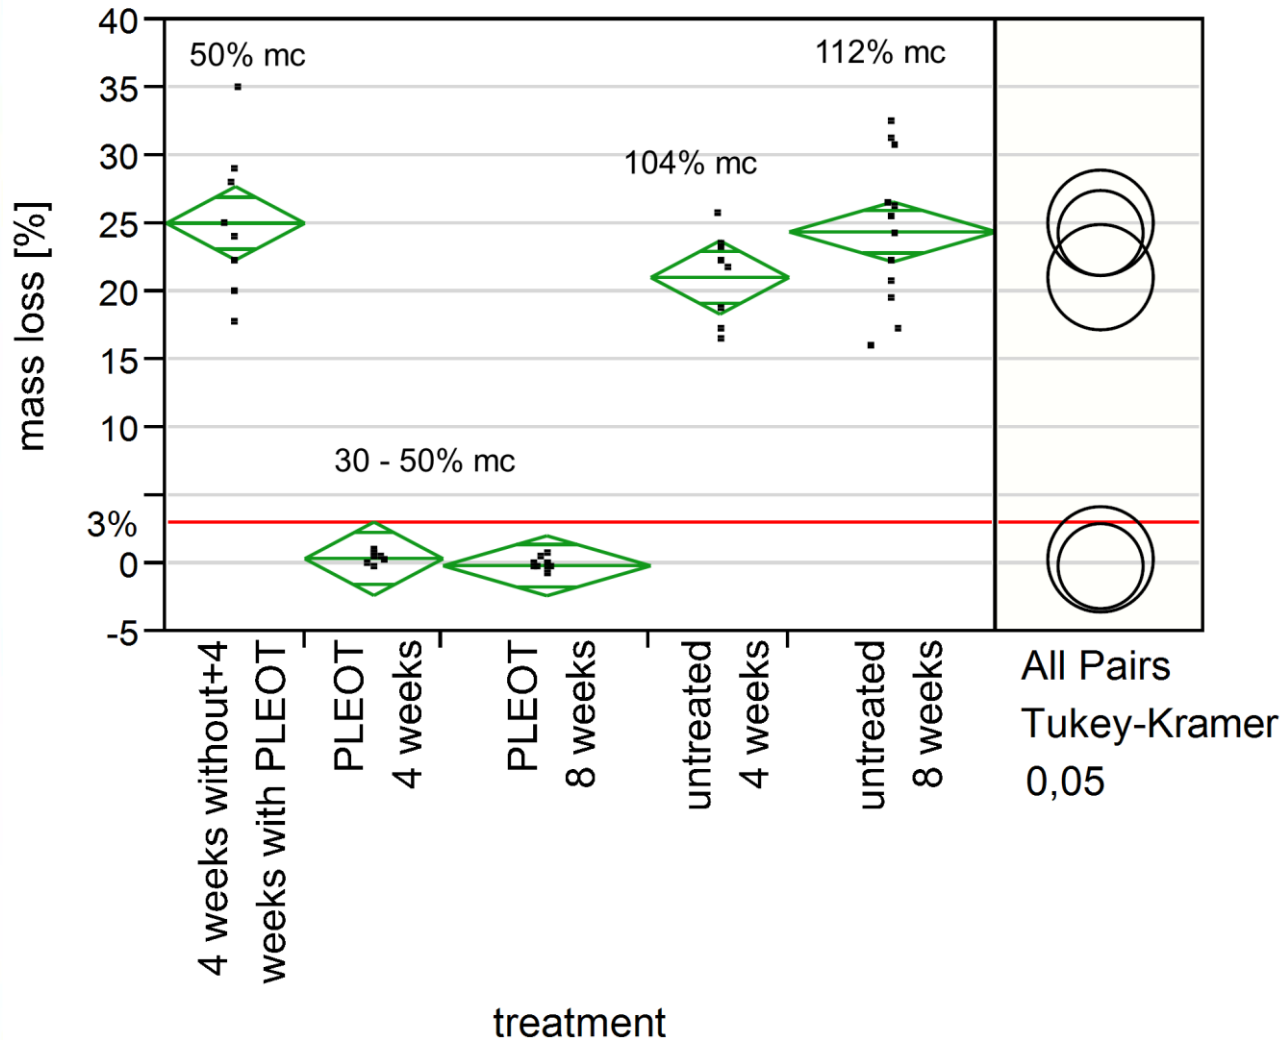 40
35
30
25
20
15
10
3%
0
-5
mass loss [%]
50% mc
112% mc
104% mc
30 - 50% mc
4 weeks without+4
weeks with PLEOT
PLEOT
4 weeks
PLEOT
8 weeks
untreated
4 weeks
untreated
8 weeks
All Pairs
Tukey-Kramer
0,05
treatment